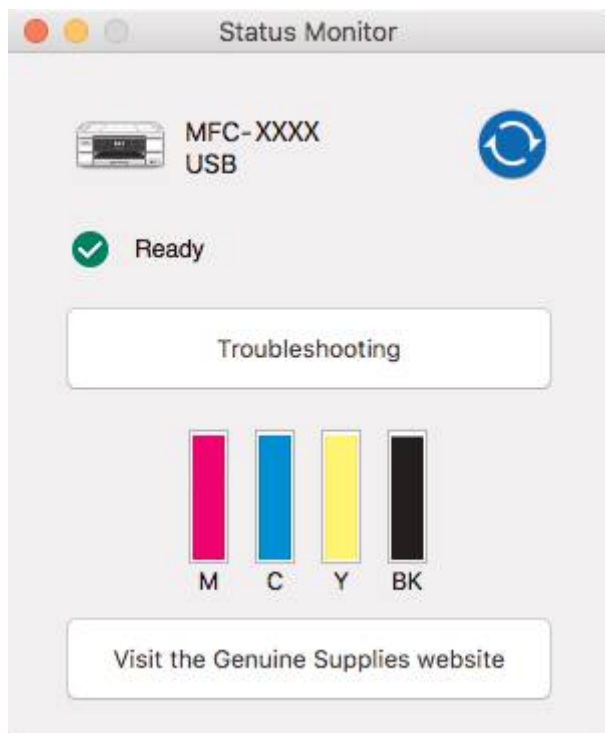 Status Monitor
MFC-XXXX
USB
Ready
Troubleshooting
M C Y BK
Visit the Genuine Supplies website